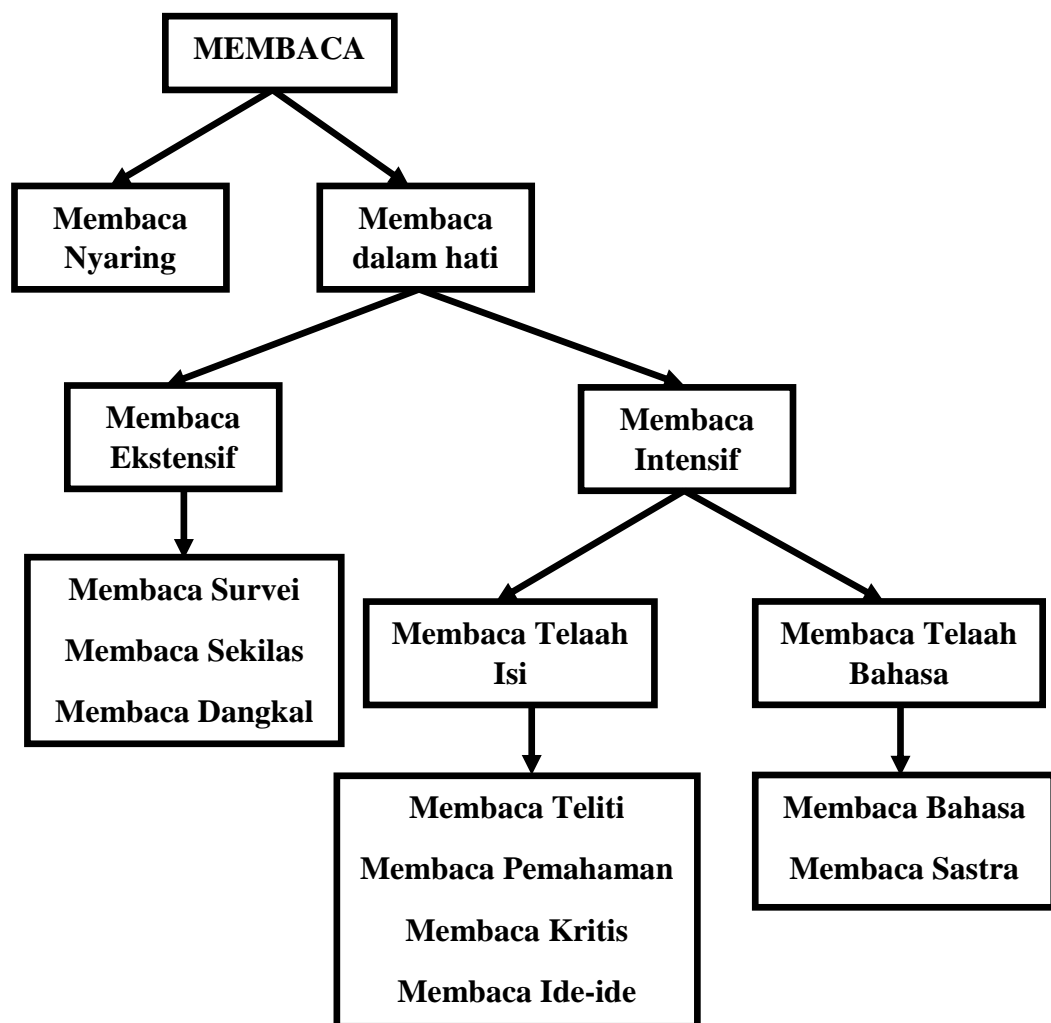 MEMBACA
Membaca
Nyaring
Membaca
dalam hati
Membaca
Ekstensif
Membaca
Intensif
Membaca Survei
Membaca Sekilas
Membaca Dangkal
Membaca Telaah
Isi
Membaca Telaah
Bahasa
Membaca Teliti
Membaca Pemahaman
Membaca Kritis
Membaca Ide-ide
Membaca Bahasa
Membaca Sastra